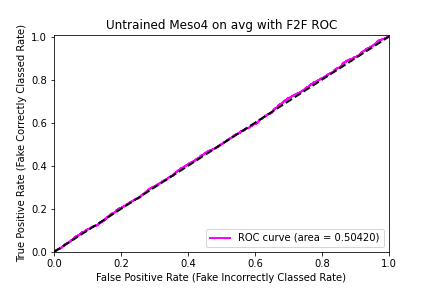 Untrained Meso4 on avg with F2F ROC
True Positive Rate (Fake Correctly Classed Rate)
1.0
0.8
0.6
0.4
0.2
0.0
ROC curve (area = 0.50420)
0.0 0.2 0.4 0.6 0.8 1.0
False Positive Rate (Fake Incorrectly Classed Rate)